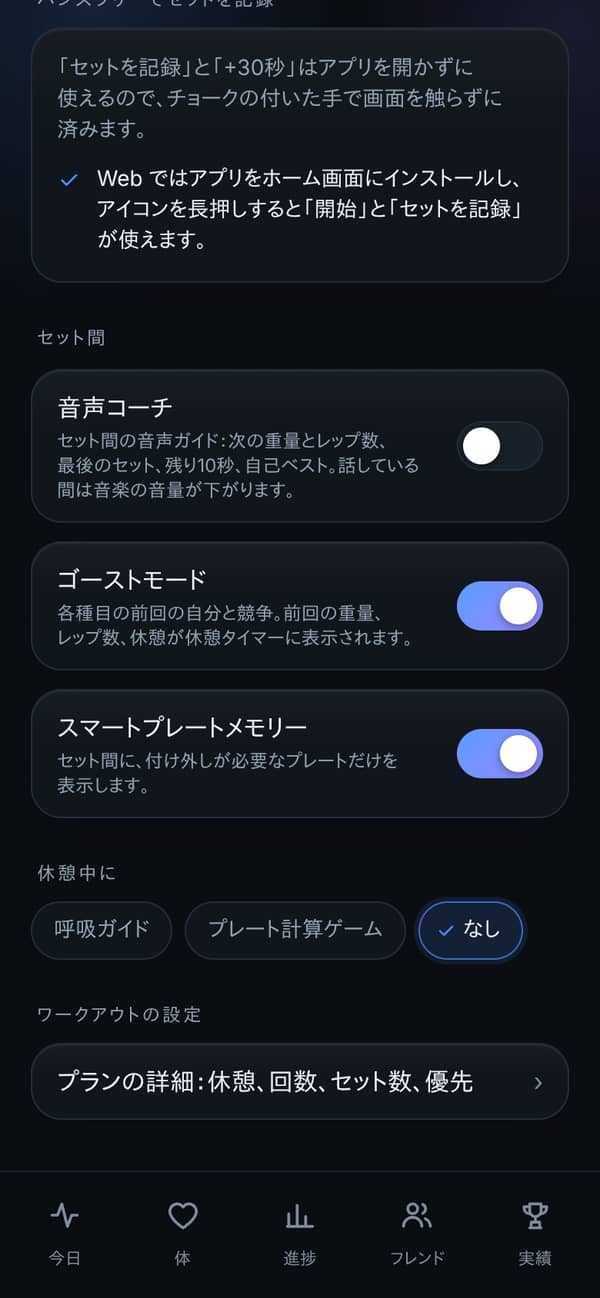 ハンズフリーでセットを記録
「セットを記録」と「+30秒」はアプリを開かずに
使えるので、チョークの付いた手で画面を触らずに
済みます。
Web ではアプリをホーム画面にインストールし、
アイコンを長押しすると「開始」と「セットを記録」
が使えます。
セット間
音声コーチ
セット間の音声ガイド：次の重量とレップ数、
最後のセット、残り10秒、自己ベスト。話している
間は音楽の音量が下がります。
ゴーストモード
各種目の前回の自分と競争。前回の重量、
レップ数、休憩が休憩タイマーに表示されます。
スマートプレートメモリー
セット間に、付け外しが必要なプレートだけを
表示します。
休憩中に
呼吸ガイド
プレート計算ゲーム
なし
ワークアウトの設定
プランの詳細：休憩、回数、セット数、優先
今日
体
進捗
フレンド
実績